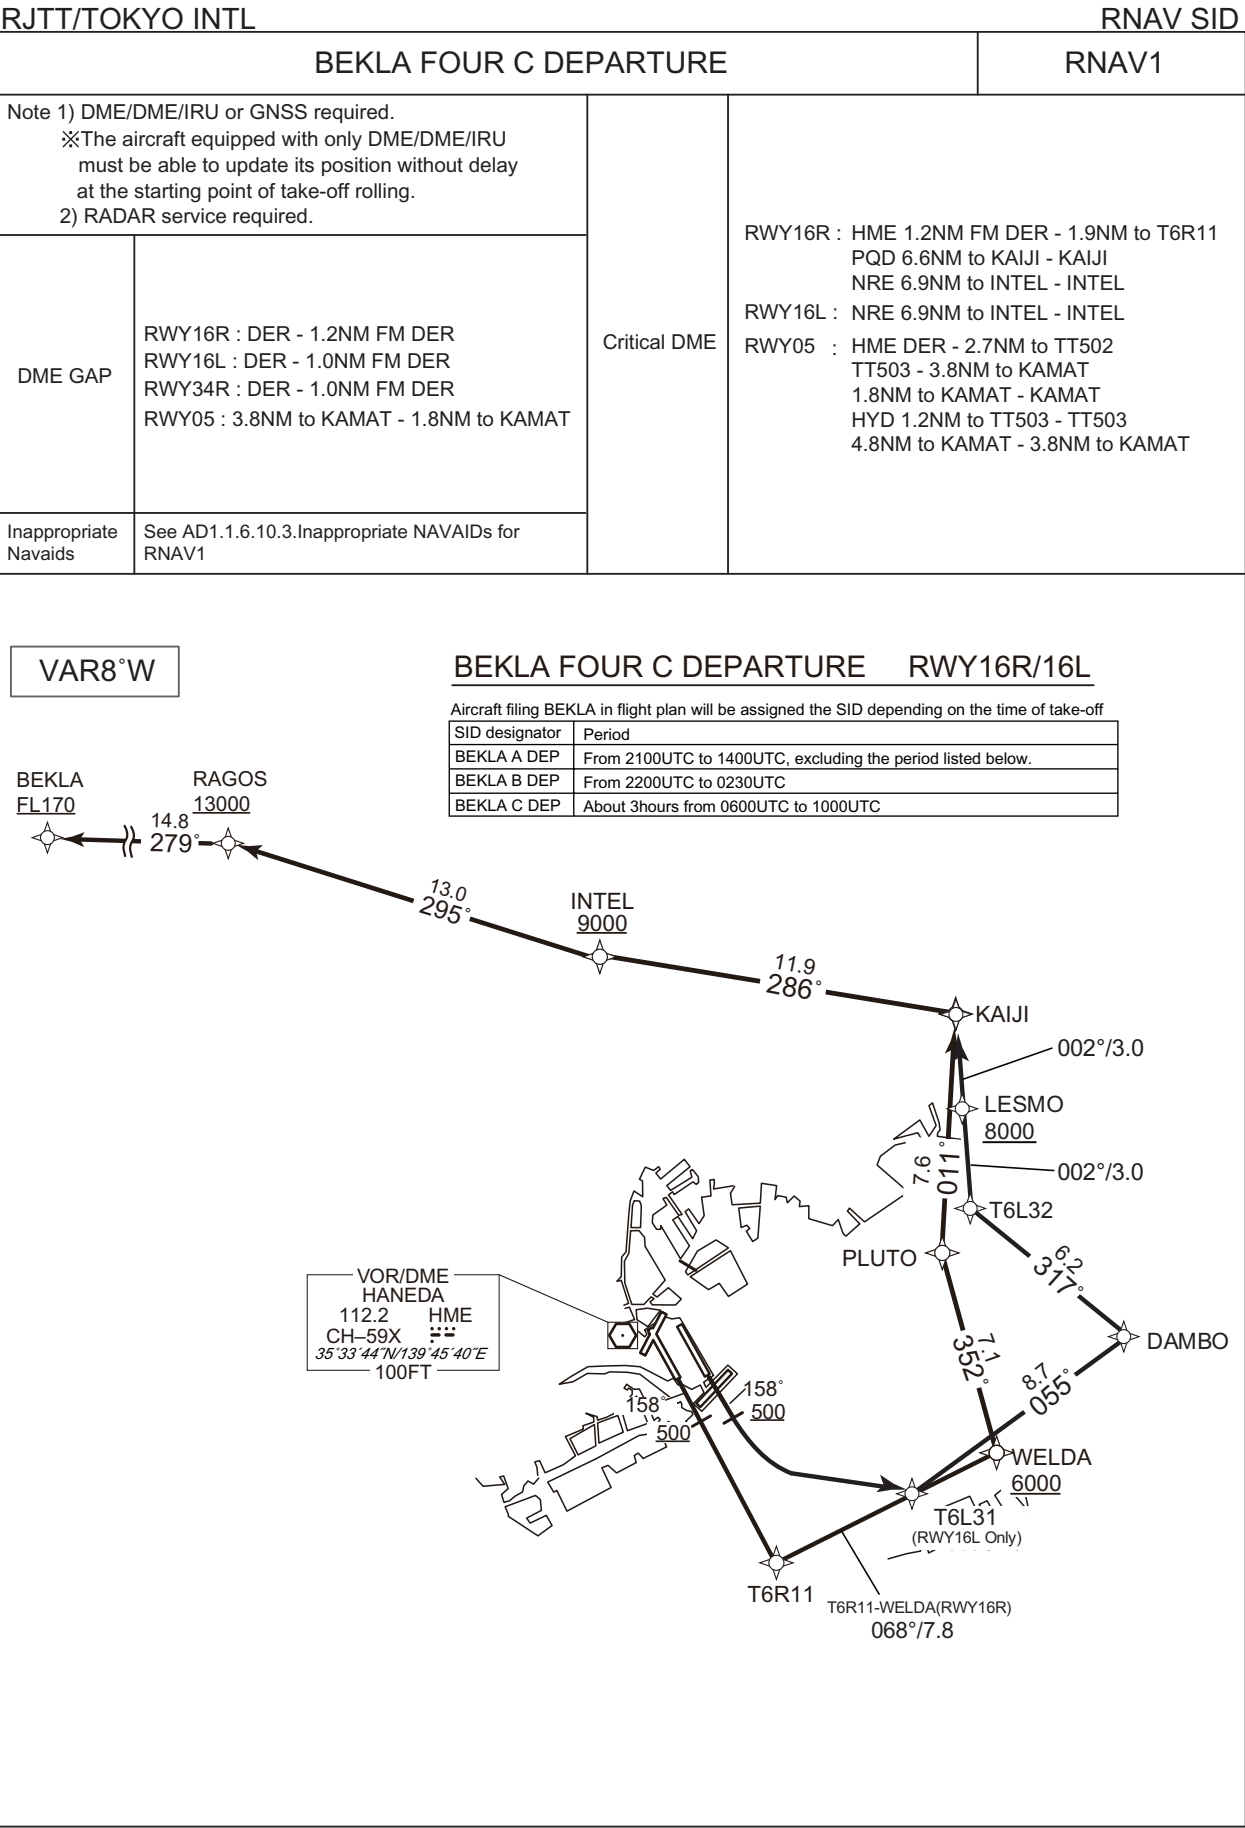 RJTT/TOKYO INTL
RNAV SID
BEKLA FOUR C DEPARTURE
RNAV1
Note 1) DME/DME/IRU or GNSS required.
※The aircraft equipped with only DME/DME/IRU
must be able to update its position without delay
at the starting point of take-off rolling.
2) RADAR service required.
DME GAP
RWY16R : DER - 1.2NM FM DER
RWY16L : DER - 1.0NM FM DER
RWY34R : DER - 1.0NM FM DER
RWY05 : 3.8NM to KAMAT - 1.8NM to KAMAT
Inappropriate
Navaids
See AD1.1.6.10.3.Inappropriate NAVAIDs for
RNAV1
Critical DME
RWY16R : HME 1.2NM FM DER - 1.9NM to T6R11
PQD 6.6NM to KAIJI - KAIJI
NRE 6.9NM to INTEL - INTEL
RWY16L : NRE 6.9NM to INTEL - INTEL
RWY05 : HME DER - 2.7NM to TT502
TT503 - 3.8NM to KAMAT
1.8NM to KAMAT - KAMAT
HYD 1.2NM to TT503 - TT503
4.8NM to KAMAT - 3.8NM to KAMAT
VAR8°W
BEKLA FOUR C DEPARTURE RWY16R/16L
Aircraft filing BEKLA in flight plan will be assigned the SID depending on the time of take-off
SID designator Period
BEKLA A DEP From 2100UTC to 1400UTC, excluding the period listed below.
BEKLA B DEP From 2200UTC to 0230UTC
BEKLA C DEP About 3hours from 0600UTC to 1000UTC
BEKLA
FL170
14.8
279°
RAGOS
13000
13.0
295°
INTEL
9000
11.9
286°
KAIJI
002°/3.0
LESMO
8000
002°/3.0
7.6
011°
T6L32
PLUTO
6.2
317°
DAMBO
7.1
352°
8.7
055°
VOR/DME
HANEDA
112.2 HME
CH–59X
35°33′44″N/139°45′40″E
100FT
158°
500
158°
500
WELDA
6000
T6L31
(RWY16L Only)
T6R11
T6R11-WELDA(RWY16R)
068°/7.8